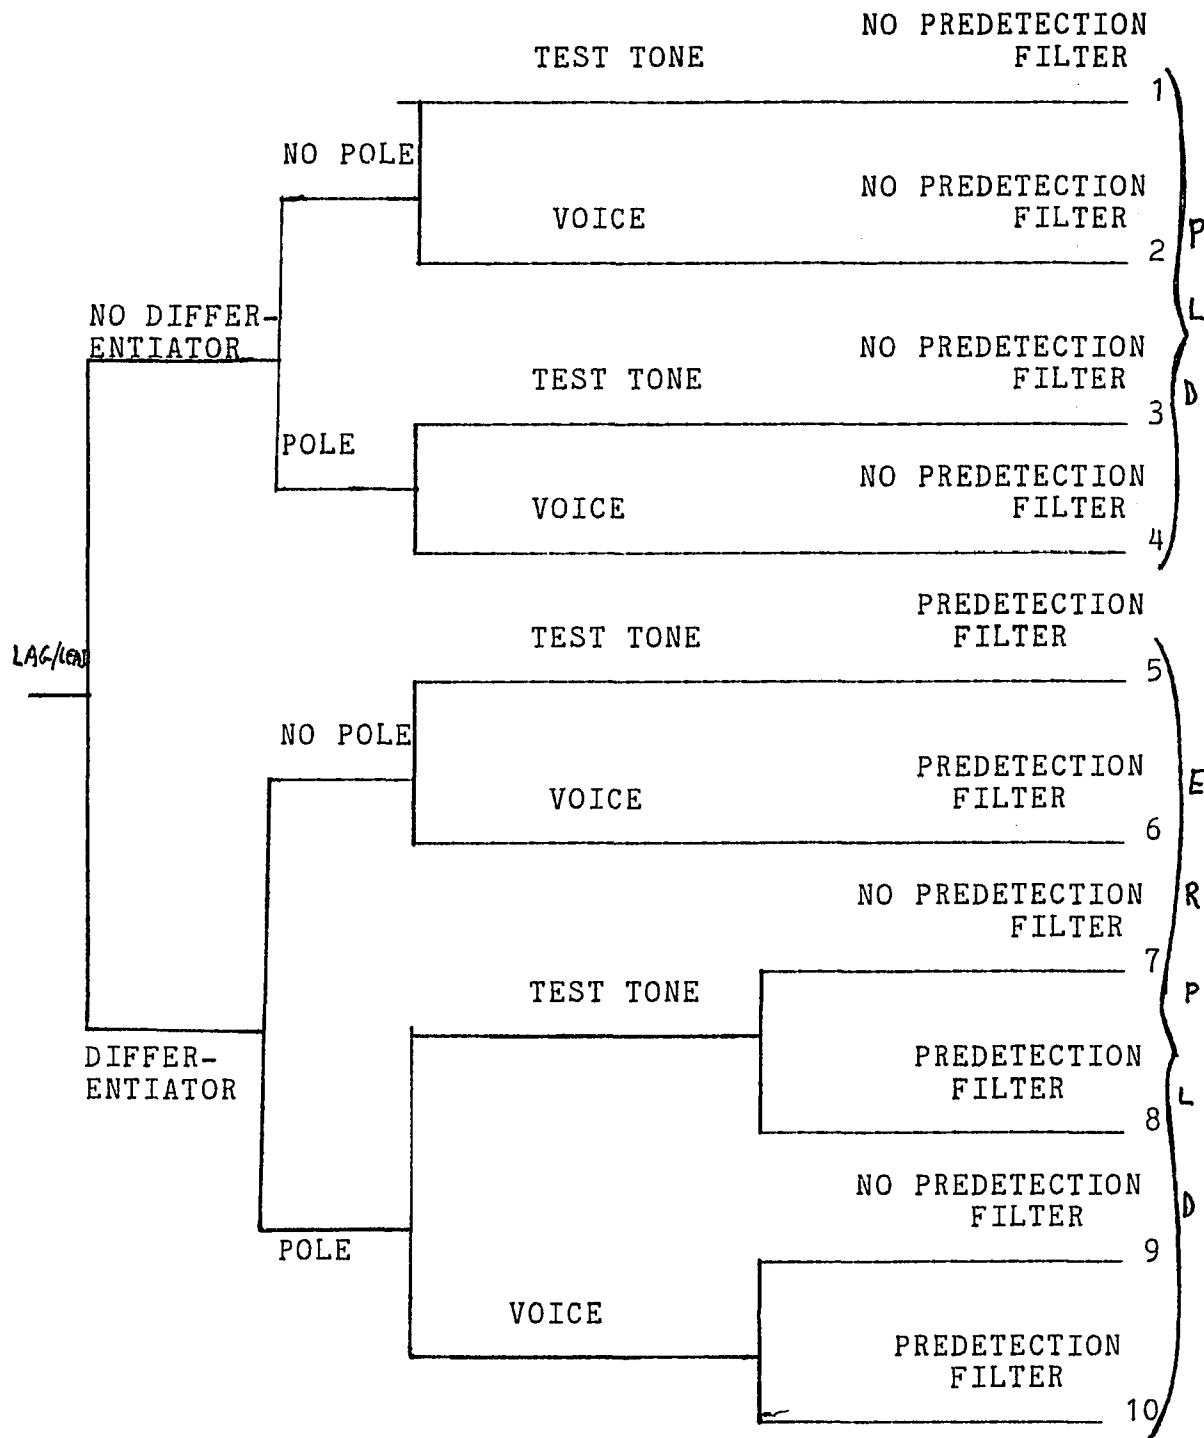 NO PREDETECTION
TEST TONE FILTER
1
NO POLE
NO PREDETECTION
VOICE FILTER
2
P
L
D
NO DIFFER-
ENTIATOR
NO PREDETECTION
TEST TONE FILTER
3
POLE
NO PREDETECTION
VOICE FILTER
4
PREDETECTION
TEST TONE FILTER
5
LAG/LEAD
NO POLE
PREDETECTION
VOICE FILTER
6
E
R
P
L
D
NO PREDETECTION
FILTER
7
TEST TONE
DIFFER-
ENTIATOR
PREDETECTION
FILTER
8
NO PREDETECTION
FILTER
9
POLE
VOICE
PREDETECTION
FILTER
10